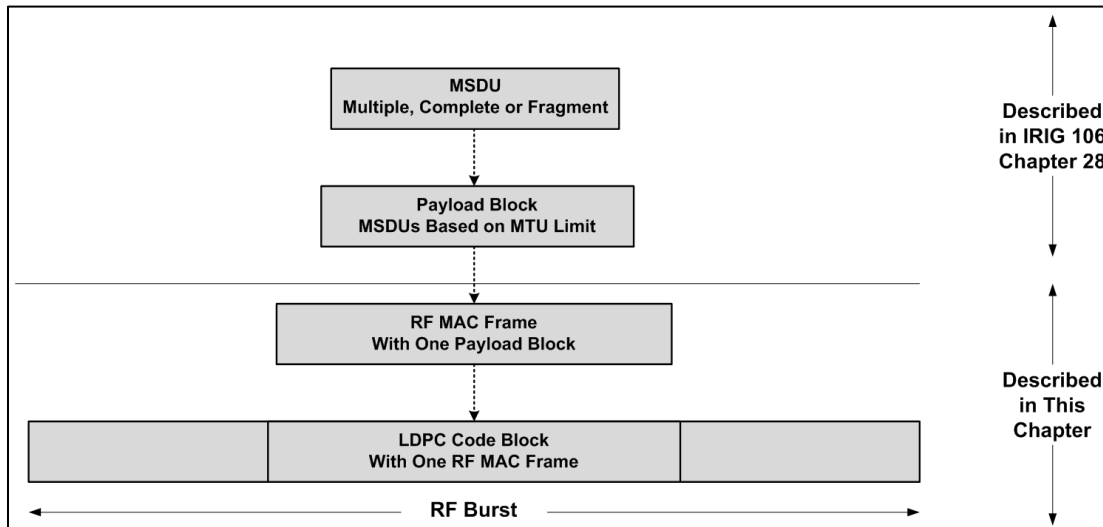 MSDU
Multiple, Complete or Fragment
Described
in IRIG 106
Chapter 28
Payload Block
MSDUs Based on MTU Limit
RF MAC Frame
With One Payload Block
Described
in This
Chapter
LDPC Code Block
With One RF MAC Frame
RF Burst